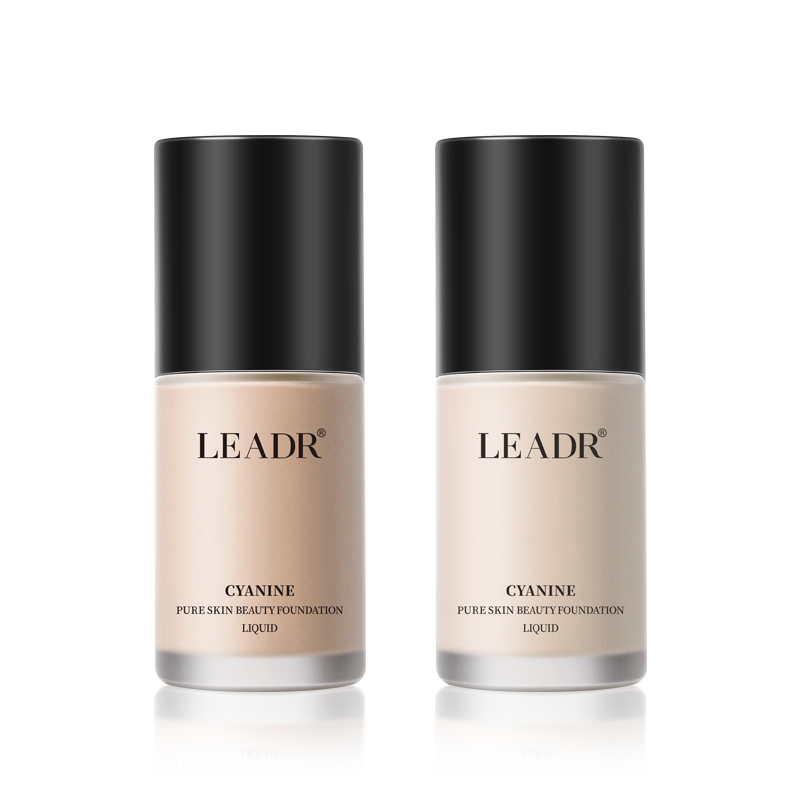 LEADR®
CYANINE
PURE SKIN BEAUTY FOUNDATION
LIQUID
LEADR®
CYANINE
PURE SKIN BEAUTY FOUNDATION
LIQUID